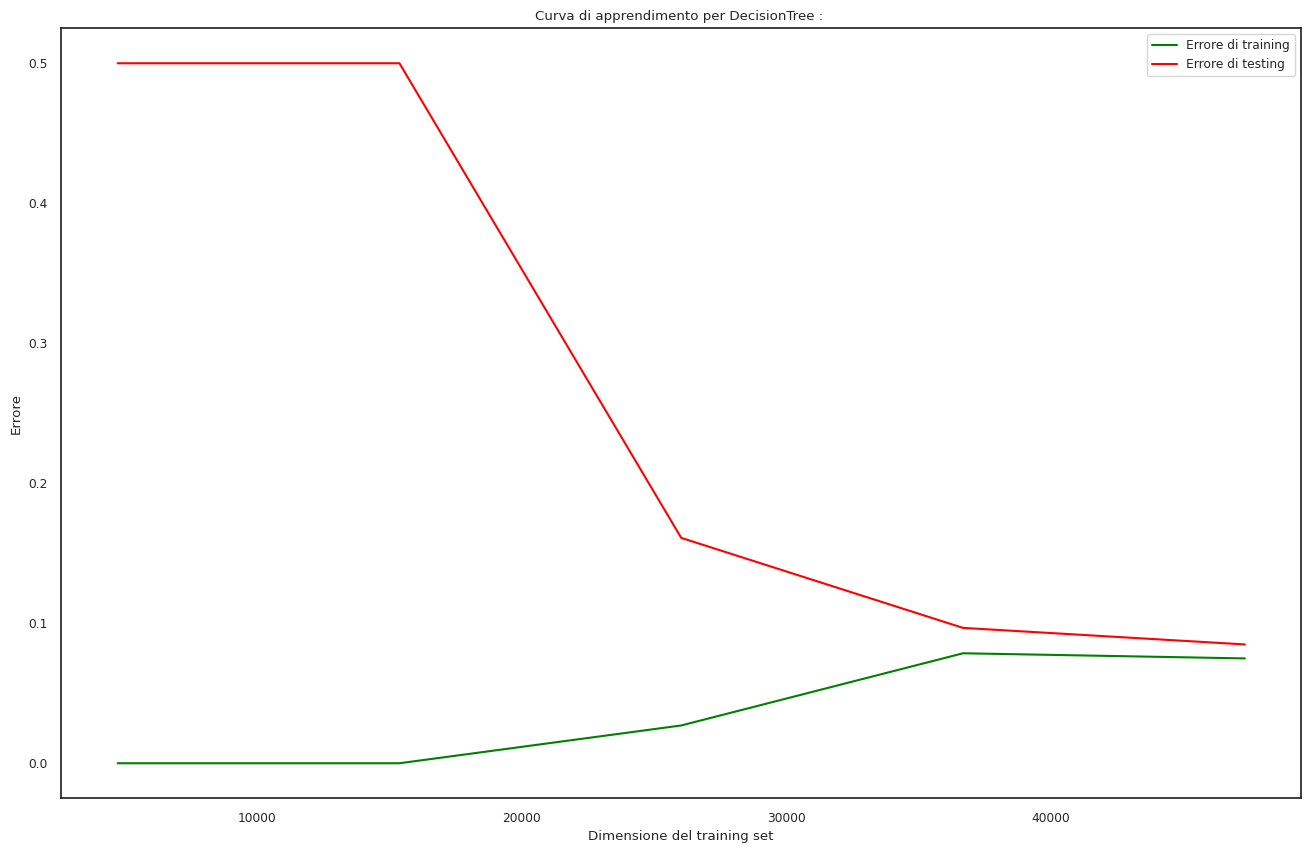 Curva di apprendimento per DecisionTree :
Errore di training
Errore di testing
0.5
0.4
0.3
0.2
0.1
0.0
Errore
10000
20000
30000
40000
Dimensione del training set